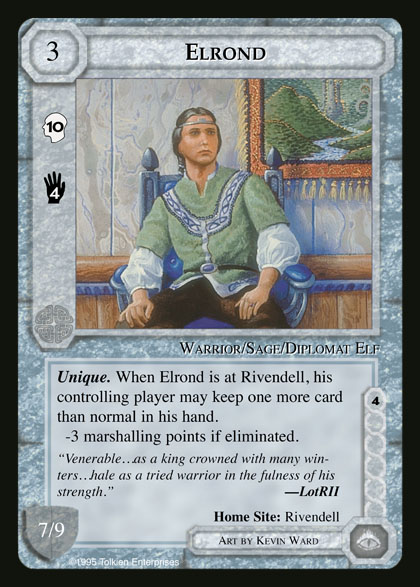 3
ELROND
10
4
WARRIOR/SAGE/DIPLOMAT ELF
Unique. When Elrond is at Rivendell, his
controlling player may keep one more card
than normal in his hand.
-3 marshalling points if eliminated.
4
“Venerable…as a king crowned with many win-
ters…hale as a tried warrior in the fulness of his
strength.” —LotRII
Home Site: Rivendell
7/9
ART BY KEVIN WARD
©1995 Tolkien Enterprises